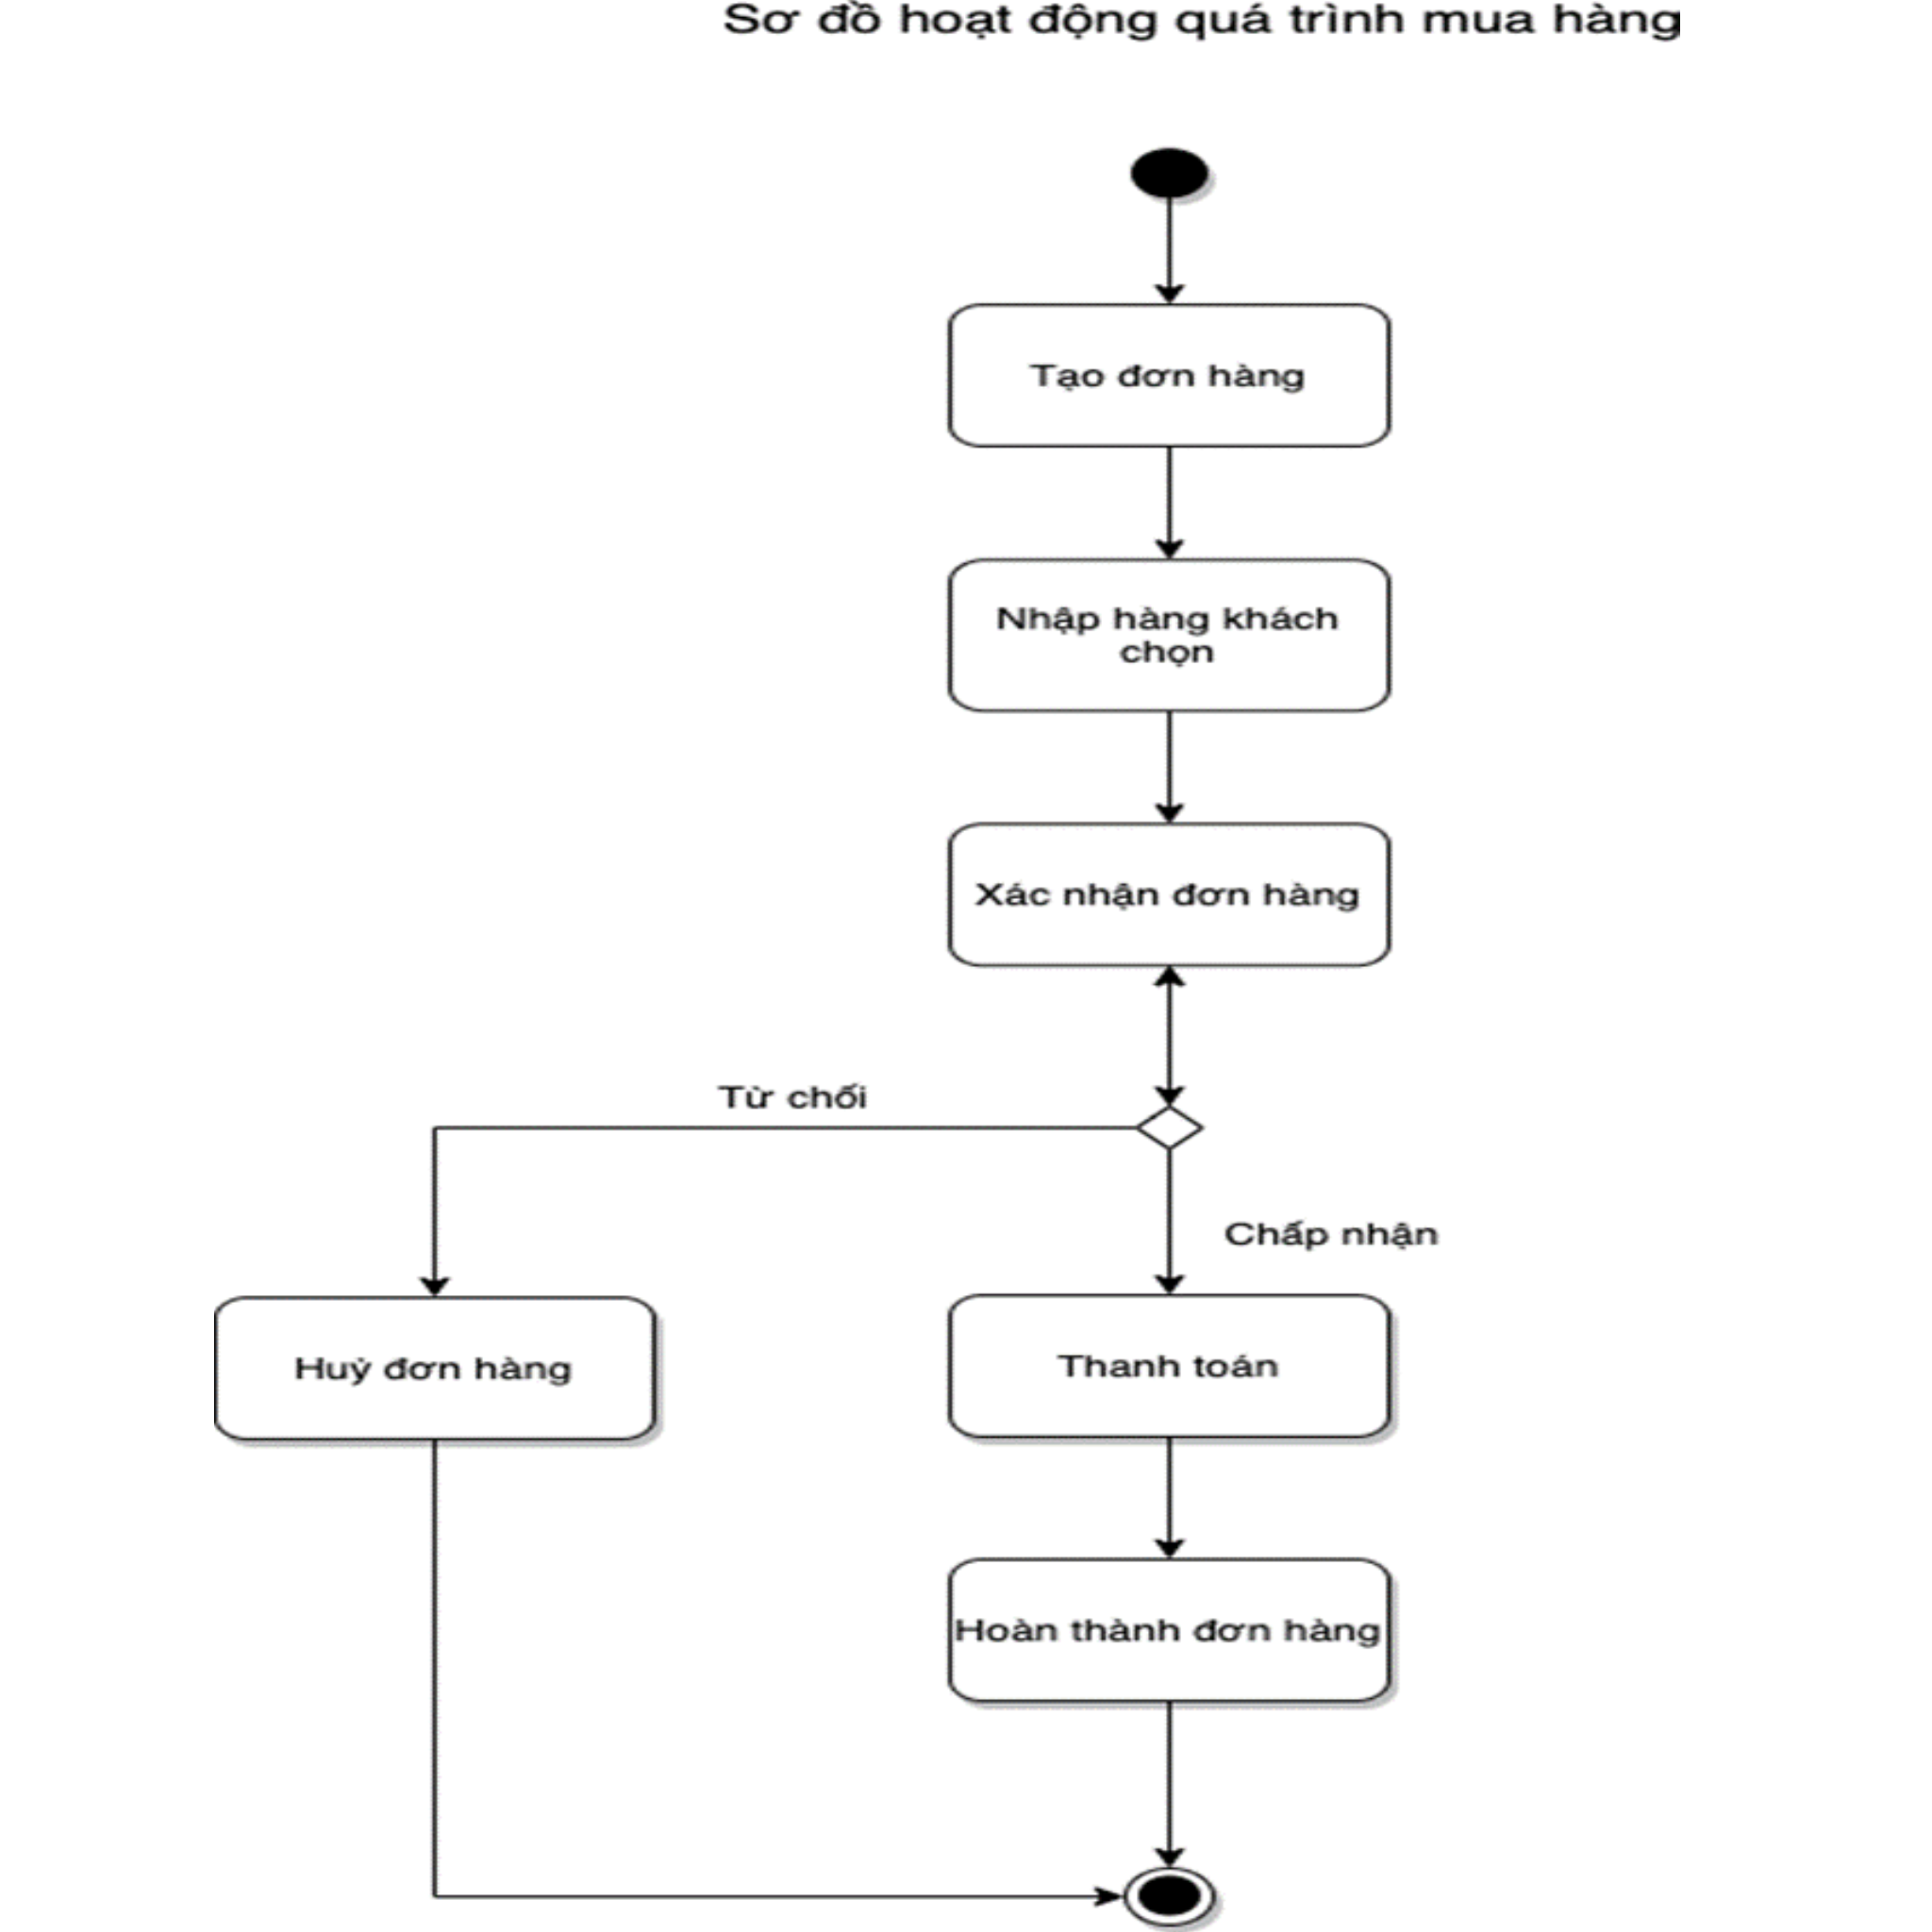 Sơ đồ hoạt động quá trình mua hàng
Tạo đơn hàng
Nhập hàng khách
chọn
Xác nhận đơn hàng
Từ chối
Chấp nhận
Huỷ đơn hàng
Thanh toán
Hoàn thành đơn hàng